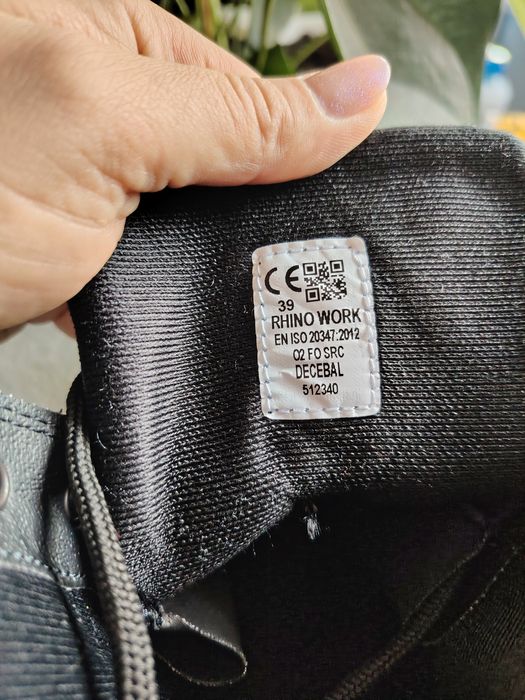 CE
39
RHINO WORK
EN ISO 20347:2012
O2 FO SRC
DECEBAL
512340